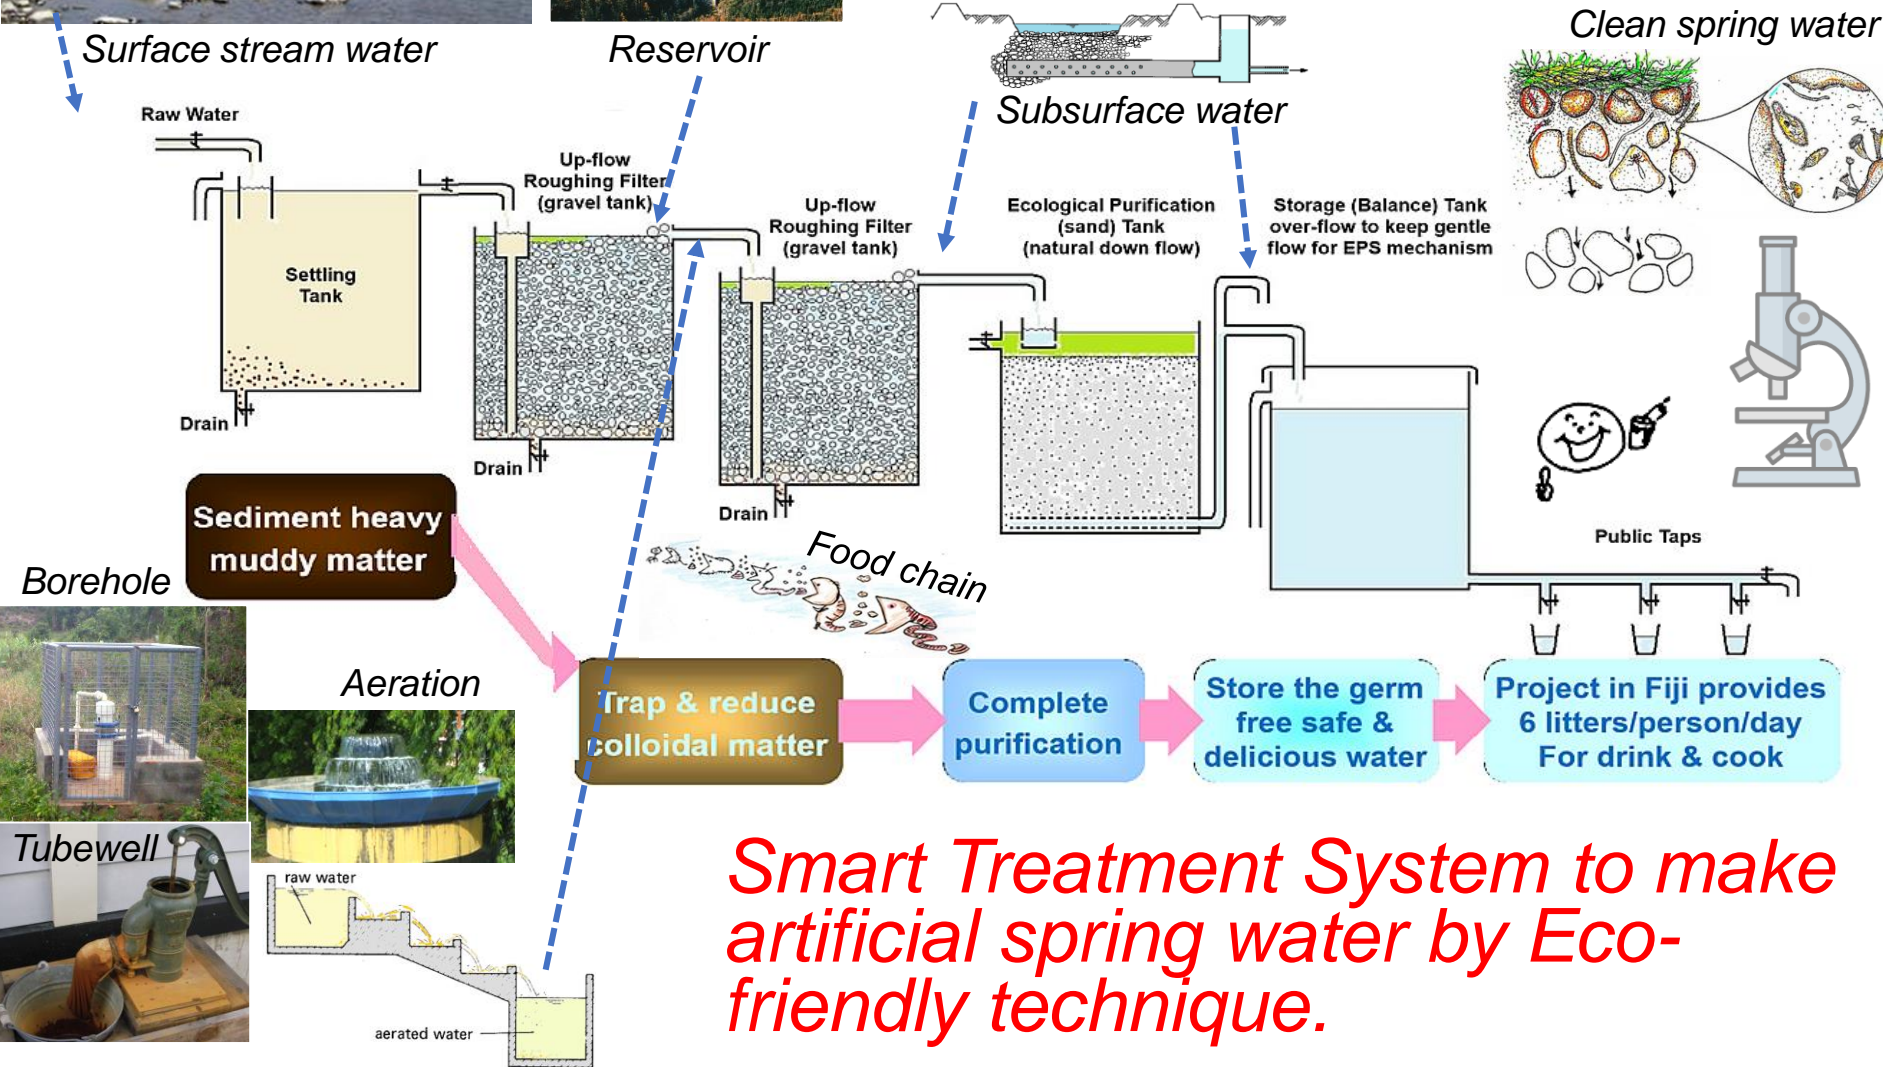 Surface stream water
Reservoir
Subsurface water
Clean spring water
Raw Water
Settling
Tank
Drain
Up-flow
Roughing Filter
(gravel tank)
Drain
Up-flow
Roughing Filter
(gravel tank)
Drain
Ecological Purification
(sand) Tank
(natural down flow)
Storage (Balance) Tank
over-flow to keep gentle
flow for EPS mechanism
Public Taps
Sediment heavy
muddy matter
Food chain
Trap & reduce
colloidal matter
Complete
purification
Store the germ
free safe &
delicious water
Project in Fiji provides
6 litters/person/day
For drink & cook
Borehole
Aeration
Tubewell
raw water
aerated water
Smart Treatment System to make
artificial spring water by Eco-
friendly technique.